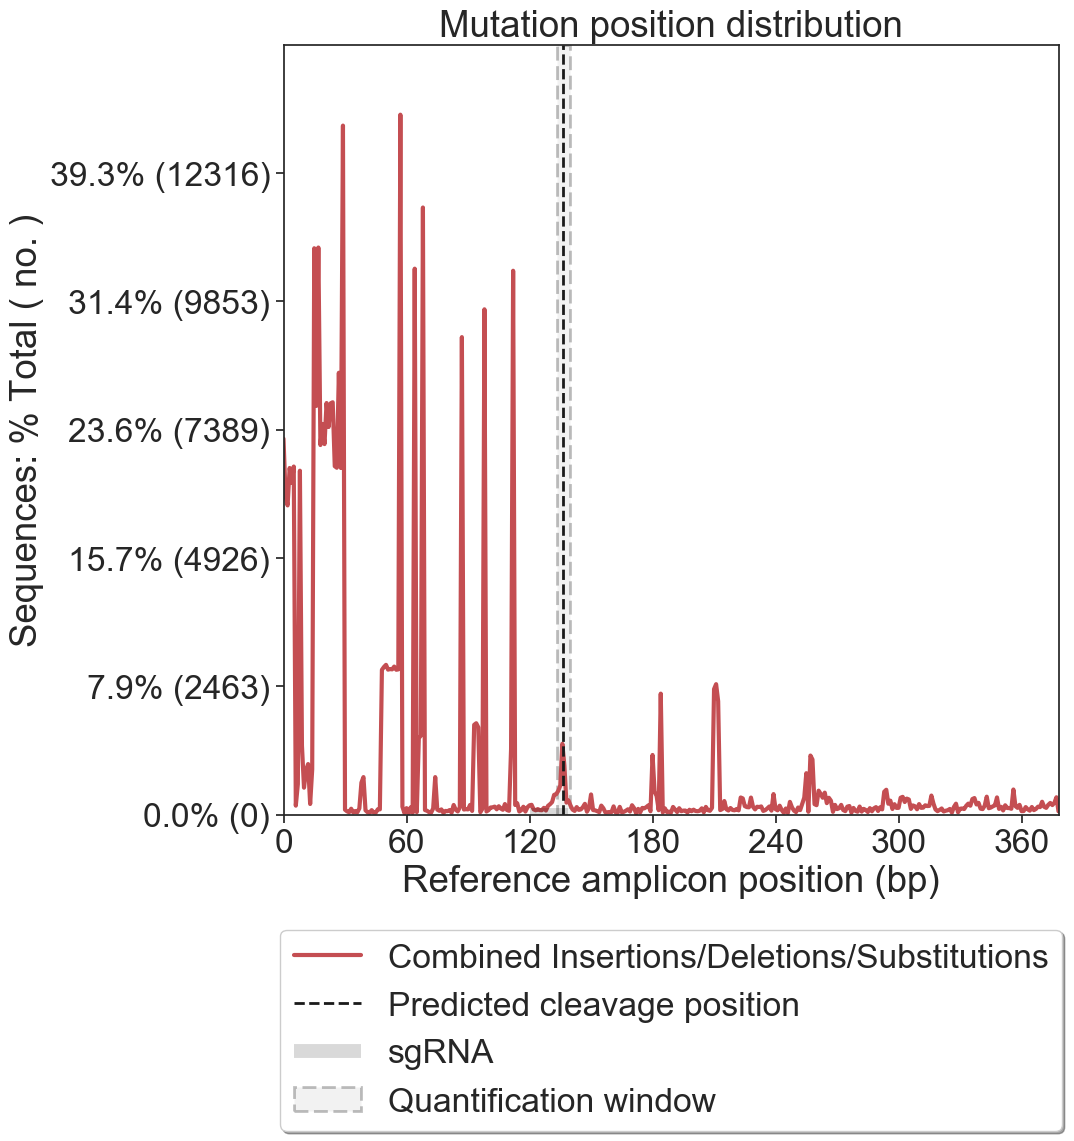 Mutation position distribution
Sequences: % Total ( no. )
39.3% (12316)
31.4% (9853)
23.6% (7389)
15.7% (4926)
7.9% (2463)
0.0% (0)
0 60 120 180 240 300 360
Reference amplicon position (bp)
Combined Insertions/Deletions/Substitutions
Predicted cleavage position
sgRNA
Quantification window